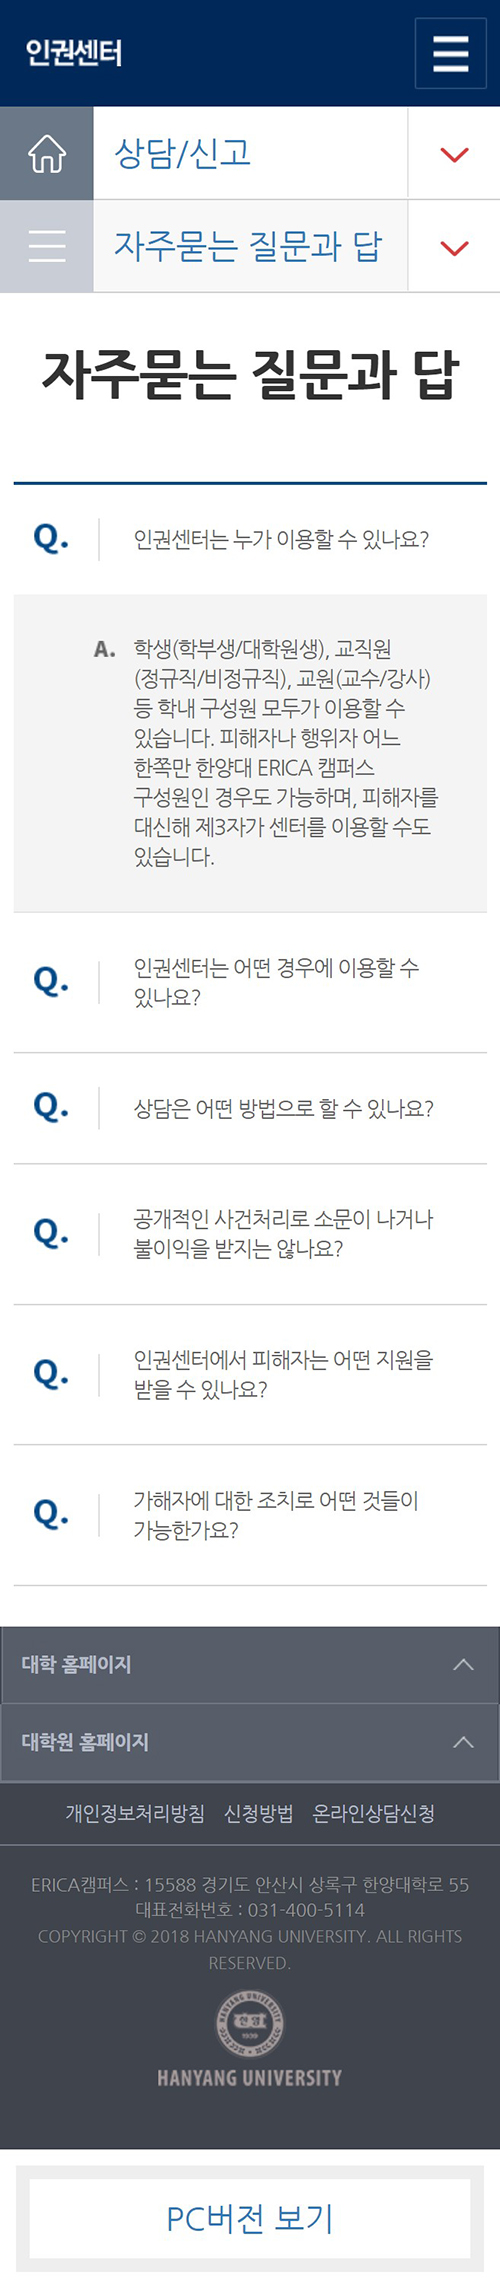 인권센터
상담/신고
자주묻는 질문과 답
자주묻는 질문과 답
Q. 인권센터는 누가 이용할 수 있나요?
A. 학생(학부생/대학원생), 교직원
(정규직/비정규직), 교원(교수/강사)
등 학내 구성원 모두가 이용할 수
있습니다. 피해자나 행위자 어느
한쪽만 한양대 ERICA 캠퍼스
구성원인 경우도 가능하며, 피해자를
대신해 제3자가 센터를 이용할 수도
있습니다.
Q. 인권센터는 어떤 경우에 이용할 수
있나요?
Q. 상담은 어떤 방법으로 할 수 있나요?
Q. 공개적인 사건처리로 소문이 나거나
불이익을 받지는 않나요?
Q. 인권센터에서 피해자는 어떤 지원을
받을 수 있나요?
Q. 가해자에 대한 조치로 어떤 것들이
가능한가요?
대학 홈페이지
대학원 홈페이지
개인정보처리방침 신청방법 온라인상담신청
ERICA캠퍼스 : 15588 경기도 안산시 상록구 한양대학로 55
대표전화번호 : 031-400-5114
COPYRIGHT © 2018 HANYANG UNIVERSITY. ALL RIGHTS
RESERVED.
HANYANG UNIVERSITY
1939
HANYANG UNIVERSITY
PC버전 보기